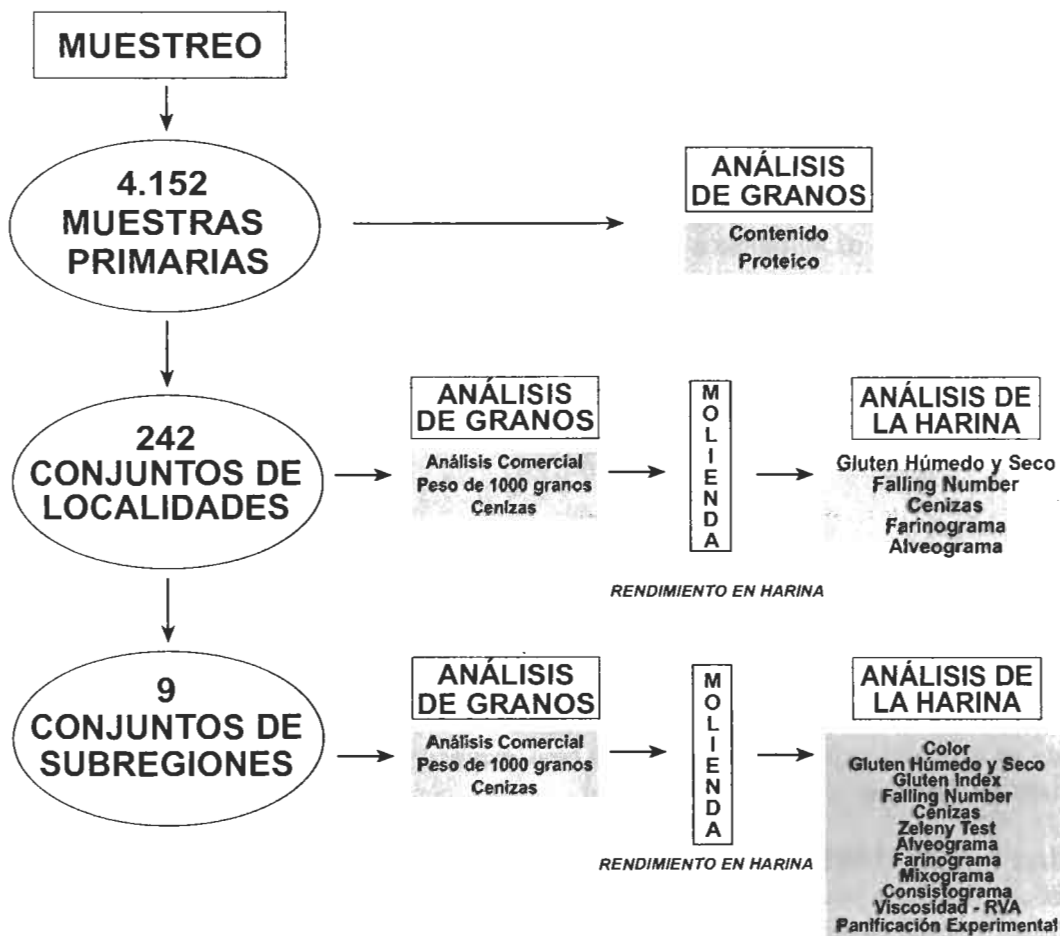 MUESTREO
4.152
MUESTRAS
PRIMARIAS
ANÁLISIS
DE GRANOS
Contenido
Proteico
242
CONJUNTOS DE
LOCALIDADES
ANÁLISIS
DE GRANOS
Análisis Comercial
Peso de 1000 granos
Cenizas
MOLIENDA
RENDIMIENTO EN HARINA
ANÁLISIS DE
LA HARINA
Gluten Húmedo y Seco
Falling Number
Cenizas
Farinograma
Alveograma
9
CONJUNTOS DE
SUBREGIONES
ANÁLISIS
DE GRANOS
Análisis Comercial
Peso de 1000 granos
Cenizas
MOLIENDA
RENDIMIENTO EN HARINA
ANÁLISIS DE
LA HARINA
Color
Gluten Húmedo y Seco
Gluten Index
Falling Number
Cenizas
Zeleny Test
Alveograma
Farinograma
Mixograma
Consistograma
Viscosidad - RVA
Panificación Experimental